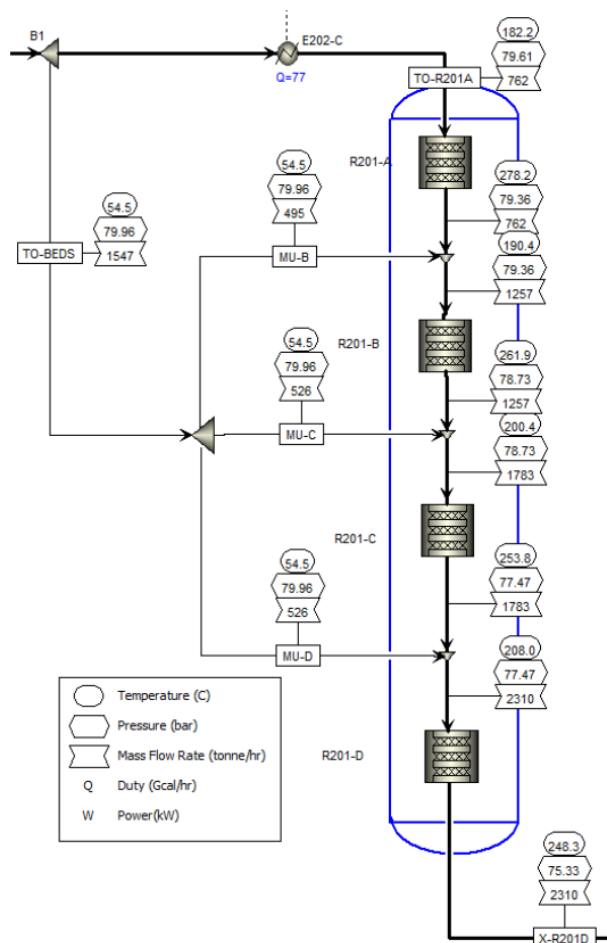 B1
E202-C
Q=77
182.2
79.61
762
TO-R201A
R201-A
278.2
79.36
762
54.5
79.96
495
MU-B
190.4
79.36
1257
54.5
79.96
1547
TO-BEDS
R201-B
261.9
78.73
1257
54.5
79.96
526
MU-C
200.4
78.73
1783
R201-C
253.8
77.47
1783
54.5
79.96
526
MU-D
208.0
77.47
2310
R201-D
Temperature (C)
Pressure (bar)
Mass Flow Rate (tonne/hr)
Q Duty (Gcal/hr)
W Power(kW)
248.3
75.33
2310
X-R201D